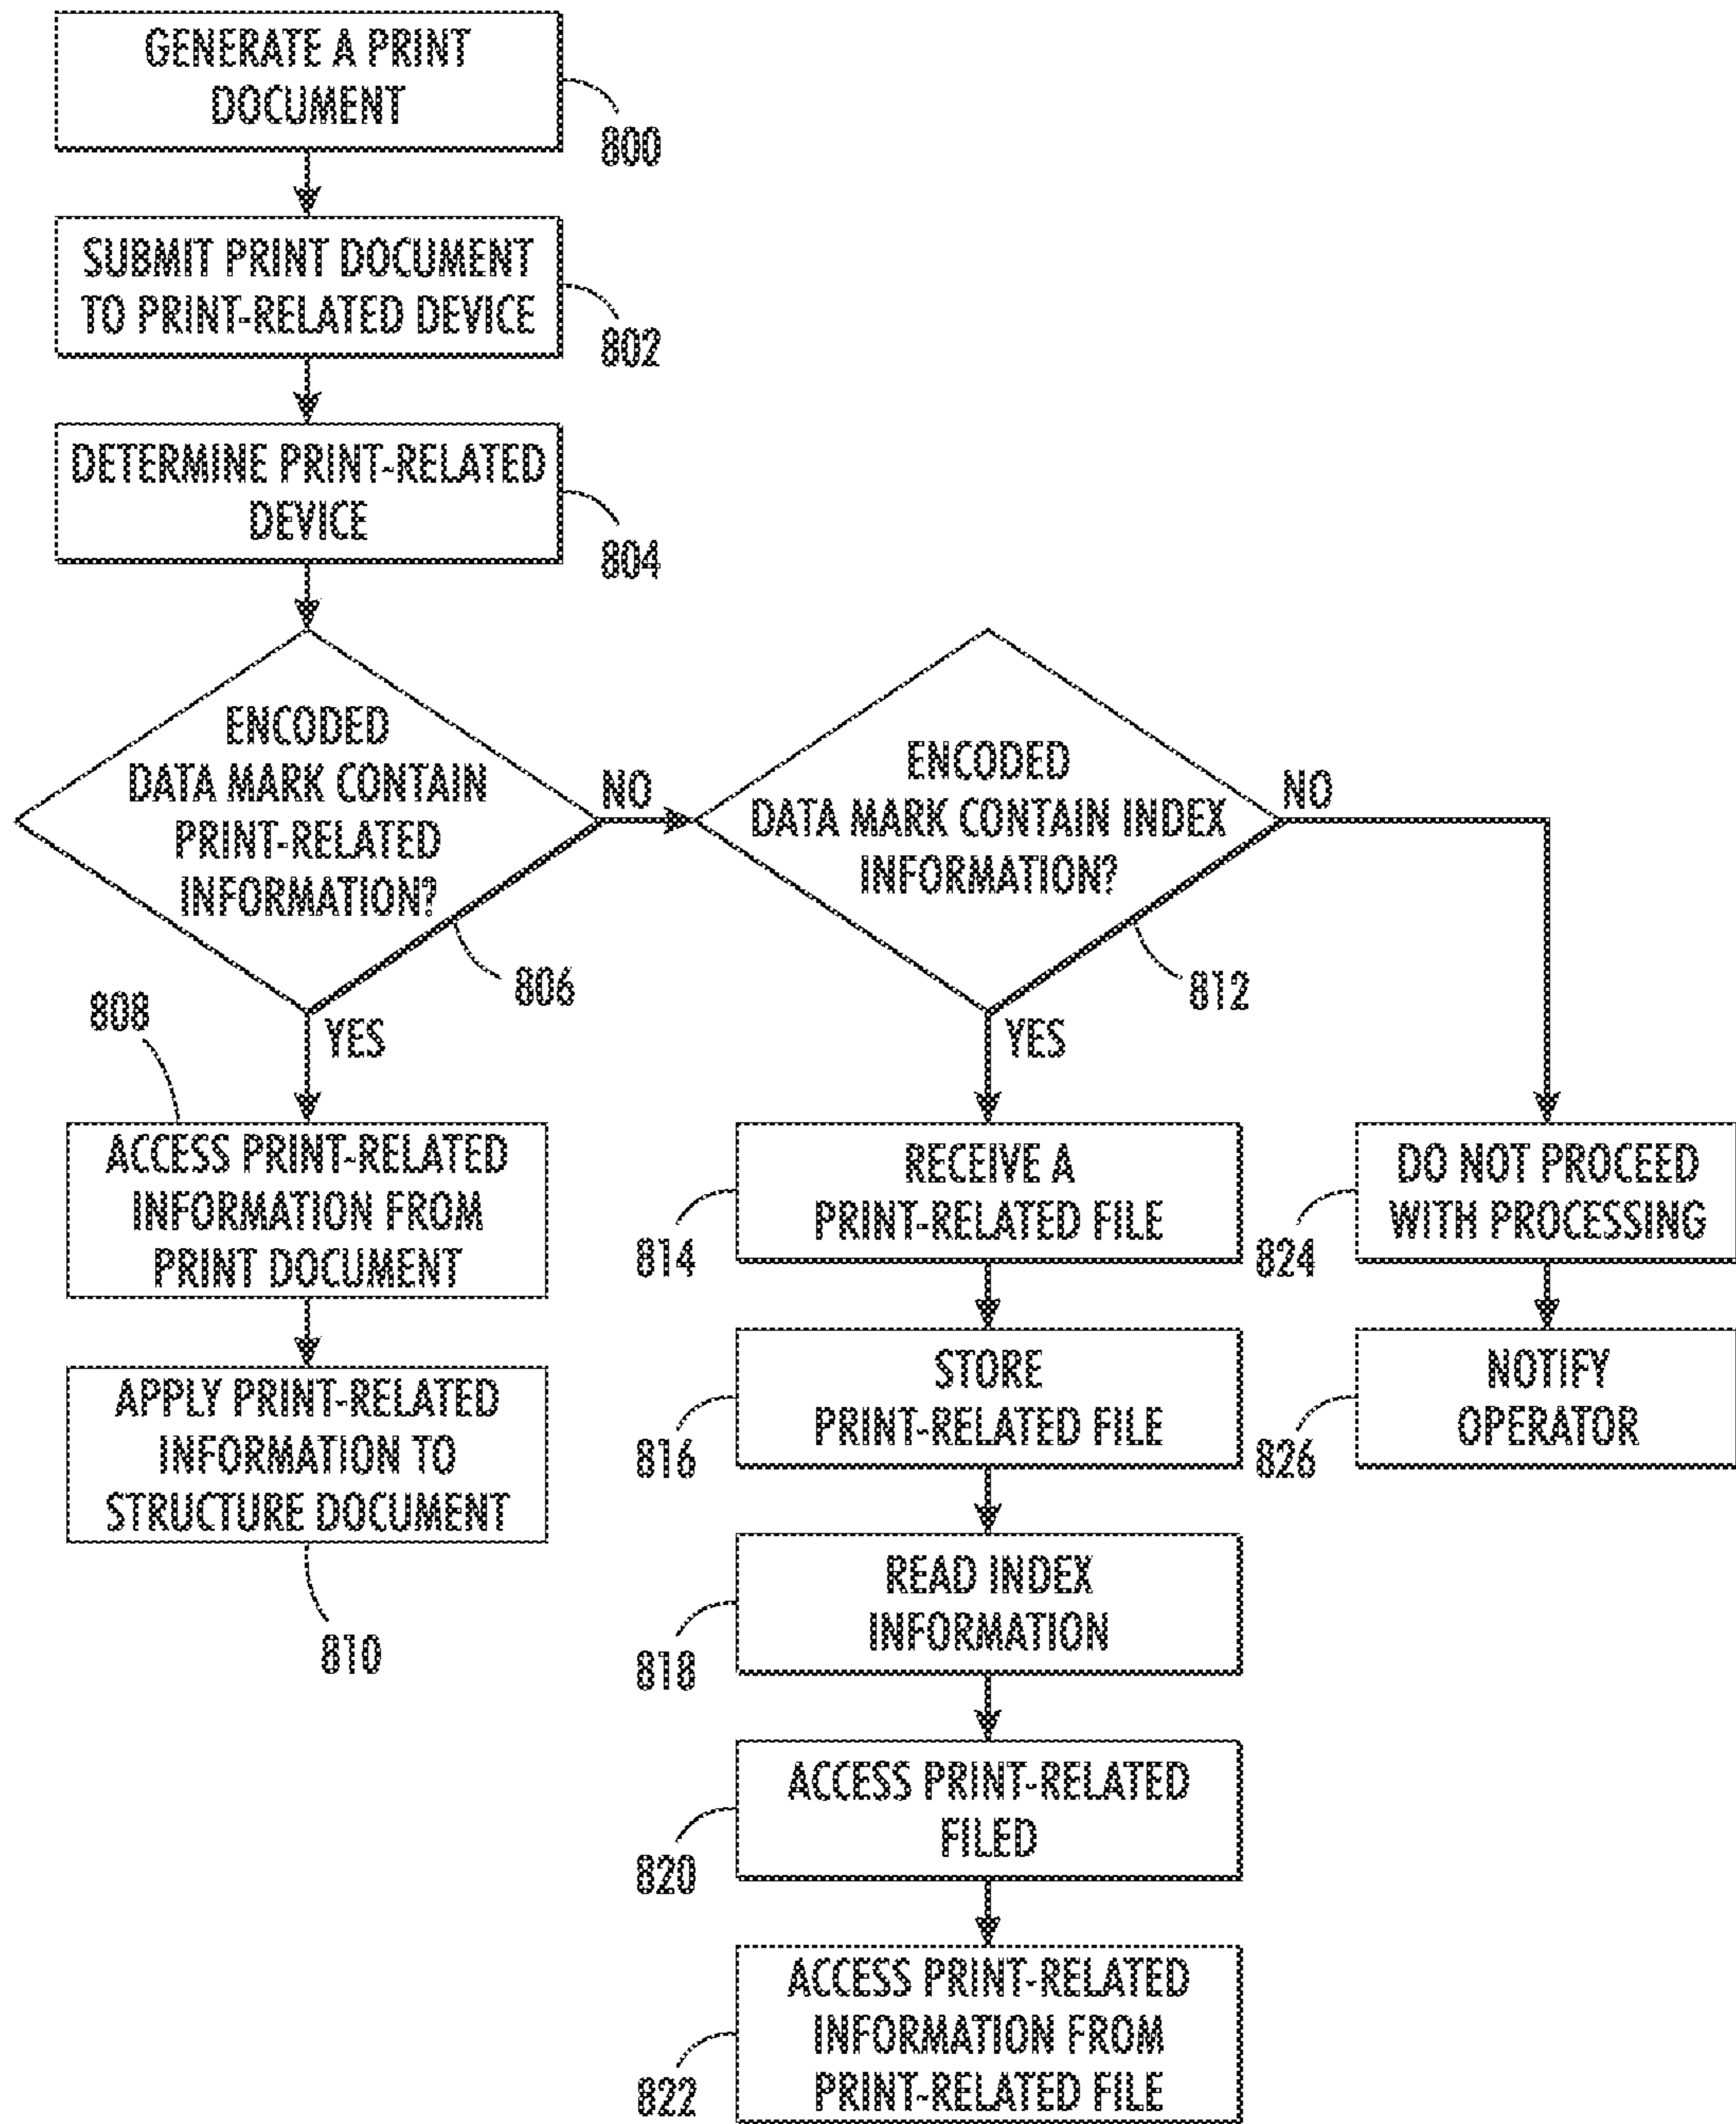 GENERATE A PRINT
DOCUMENT
800
SUBMIT PRINT DOCUMENT
TO PRINT-RELATED DEVICE
802
DETERMINE PRINT-RELATED
DEVICE
804
ENCODED
DATA MARK CONTAIN
PRINT-RELATED
INFORMATION?
806
NO
YES
ENCODED
DATA MARK CONTAIN INDEX
INFORMATION?
812
NO
YES
808
ACCESS PRINT-RELATED
INFORMATION FROM
PRINT DOCUMENT
APPLY PRINT-RELATED
INFORMATION TO
STRUCTURE DOCUMENT
810
RECEIVE A
PRINT-RELATED FILE
814
STORE
PRINT-RELATED FILE
816
READ INDEX
INFORMATION
818
ACCESS PRINT-RELATED
FILED
820
ACCESS PRINT-RELATED
INFORMATION FROM
PRINT-RELATED FILE
822
DO NOT PROCEED
WITH PROCESSING
824
NOTIFY
OPERATOR
826